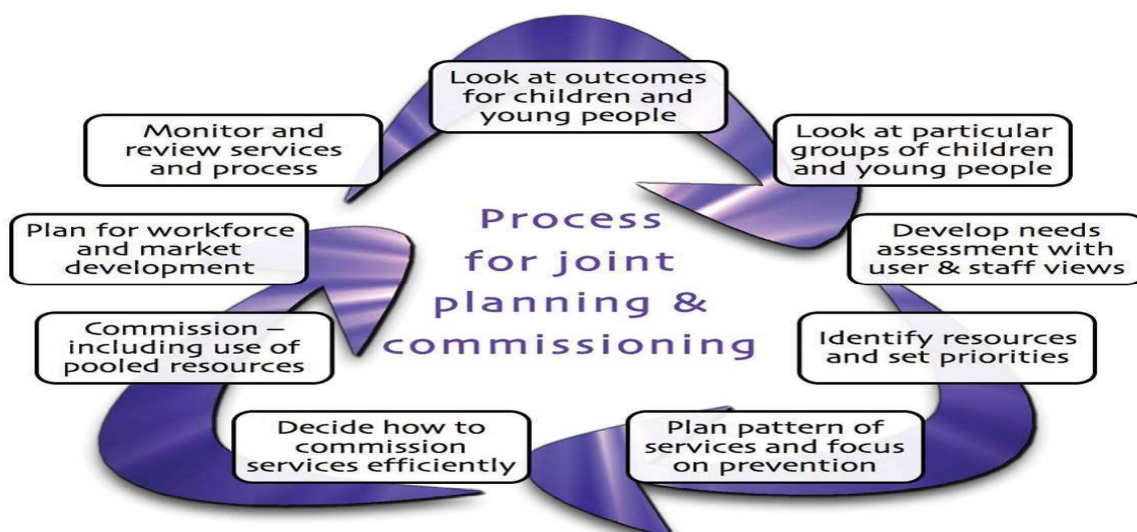 Look at outcomes
for children and
young people
Look at particular
groups of children
and young people
Develop needs
assessment with
user & staff views
Identify resources
and set priorities
Plan pattern of
services and focus
on prevention
Decide how to
commission
services efficiently
Commission –
including use of
pooled resources
Plan for workforce
and market
development
Monitor and
review services
and process
Process
for joint
planning &
commissioning